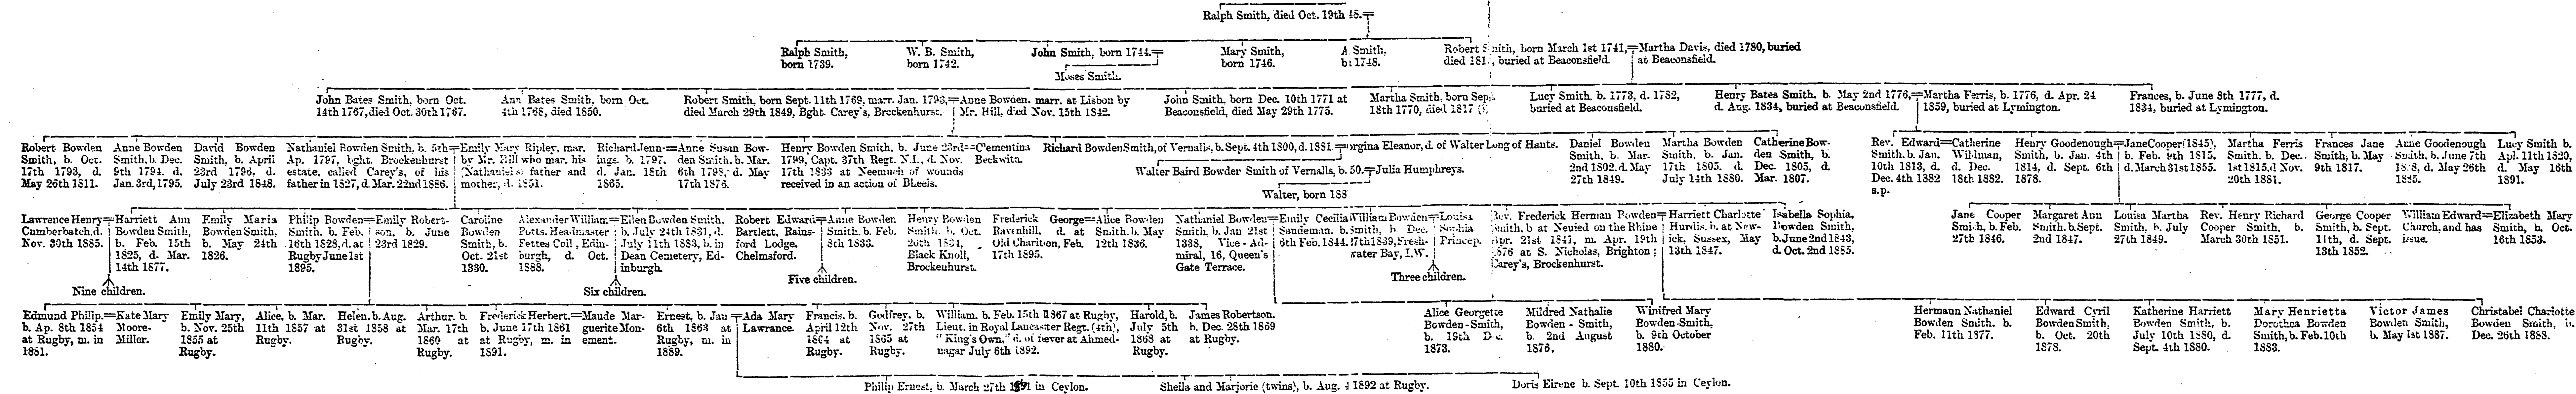 Ralph Smith, died Oct. 19th
Ralph Smith,
born 1739.
W. B. Smith,
born 1742.
John Smith, born 1744.
Moses Smith.
Mary Smith,
born 1746.
A. Smith,
b. 1748.
Robert Smith, born March 1st 1741,
died buried at Beaconsfield.
Martha Davis, died 1780, buried
at Beaconsfield.
John Bates Smith, born Oct.
14th 1767, died Oct. 30th 1767.
Ann Bates Smith, born Oct.
4th 1768, died 1850.
Robert Smith, born Sept. 11th 1769, marr. Jan. 1793,
died March 29th 1849, Bght. Carey's, Brockenhurst.
Anne Bowden. marr. at Lisbon by
Mr. Hill, died Nov. 15th 1842.
John Smith, born Dec. 10th 1771 at
Beaconsfield, died May 29th 1775.
Martha Smith, born Sept.
18th 1770, died 1817
Lucy Smith. b. 1773, d. 1782,
buried at Beaconsfield.
Henry Bates Smith. b. May 2nd 1776,
d. Aug. 1834, buried at Beaconsfield.
Martha Ferris, b. 1776, d. Apr. 24
1859, buried at Lymington.
Frances, b. June 8th 1777, d.
1834, buried at Lymington.
Robert Bowden
Smith, b. Oct.
17th 1793, d.
May 26th 1811.
Anne Bowden
Smith, b. Dec.
9th 1794. d.
Jan. 3rd, 1795.
David Bowden
Smith, b. April
23rd 1796, d.
July 23rd 1848.
Nathaniel Bowden Smith. b. 5th
Ap. 1797, bght. Brockenhurst
estate, called Carey's, of his
father in 1827, d. Mar. 22nd 1886.
Emily Mary Ripley, mar.
by Mr. Hill who mar. his
(Nathaniel's) father and
mother, d. 1851.
Richard Jenn-
ings. b. 1797,
d. Jan. 18th
1865.
Anne Susan Bow-
den Smith, b. Mar.
6th 1798, d. May
17th 1876.
Henry Bowden Smith, b. June 23rd
1799, Capt. 37th Regt. N.I., d. Nov.
17th 1833 at Neemuch of wounds
received in an action of Bheels.
Clementina
Beckwith.
Richard Bowden Smith, of Vernalls, b. Sept. 4th 1800, d. 1881
Georgina Eleanor, d. of Walter Long of Hauts.
Walter Baird Bowden Smith of Vernalls, b. 50.
Julia Humpheys.
Walter, born
Daniel Bowden
Smith, b. Mar.
2nd 1802, d. May
27th 1849.
Martha Bowden
Smith, b. Jan.
17th 1805. d.
July 14th 1880.
Catherine Bow-
den Smith, b.
Dec. 1805, d.
Mar. 1807.
Rev. Edward
Smith. b. Jan.
10th 1813, d.
Dec. 4th 1882
s.p.
Catherine
Willman,
d. Dec.
18th 1882.
Henry Goodenough
Smith, b. Jan. 4th
1814, d. Sept. 6th
1878.
Jane Cooper (1845),
b. Feb. 9th 1815.
d. March 31st 1855.
Martha Ferris
Smith, b. Dec.
1st 1815, d. Nov.
20th 1881.
Frances Jane
Smith, b. May
9th 1817.
Anne Goodenough
Smith, b. June 7th
d. May 26th
1825.
Lucy Smith b.
Apl. 11th 1820,
d. May 16th
1891.
Lawrence Henry
Cumberbatch, d.
Nov. 30th 1885.
Harriett Ann
Bowden Smith,
b. Feb. 15th
1825, d. Mar.
14th 1877.
Nine children.
Emily Maria
Bowden Smith,
b. May 24th
1826.
Philip Bowden
Smith. b. Feb.
16th 1828, d. at
Rugby June 1st
1895.
Emily Robert-
son, b. June
23rd 1829.
Caroline
Bowden
Smith, b.
Oct. 21st
1830.
Alexander William
Potts. Headmaster
Fettes Coll, Edin-
burgh, d. Oct.
1888.
Eilen Bowden Smith.
b. July 24th 1831, d.
July 11th 1883, b. in
Dean Cemetery, Ed-
inburgh.
Six children.
Robert Edward
Bartlett, Rains-
ford Lodge.
Chelmsford.
Anne Bowden
Smith, b. Feb.
8th 1833.
Five children.
Henry Bowden
Smith. b. Oct.
20th 1834,
Black Knoll,
Brockenhurst.
Frederick
Ravenhill,
Old Charlton, Feb.
17th 1895.
George
d. at
Alice Bowden
Smith. b. May
12th 1836.
Nathaniel Bowden
Smith, b. Jan 21st
1838, Vice-Ad-
miral, 16, Queen's
Gate Terrace.
Emily Cecilia
Sandeman. b.
6th Feb. 1844.
William Bowden
Smith, b. Dec.
27th 1839, Fresh-
water Bay, I.W.
Louisa
Sophia
Princep.
Three children.
Rev. Frederick Herman Bowden
Smith, b at Neuied on the Rhine
Apr. 21st 1841, m. Apr. 19th
1876 at S. Nicholas, Brighton;
Carey's, Brockenhurst.
Harriett Charlotte
Hurdis. b. at New-
ick, Sussex, May
13th 1847.
Isabella Sophia,
Bowden Smith,
b. June 2nd 1843,
d. Oct. 2nd 1885.
Jane Cooper
Smith, b. Feb.
27th 1846.
Margaret Ann
Smith. b. Sept.
2nd 1847.
Louisa Martha
Smith, b. July
27th 1849.
Rev. Henry Richard
Cooper Smith, b.
March 30th 1851.
George Cooper
Smith, b. Sept.
11th, d. Sept.
13th 1852.
William Edward
Church, and has
issue.
Elizabeth Mary
Smith, b. Oct.
16th 1853.
Edmund Philip.
b. Ap. 8th 1854
at Rugby, m. in
1881.
Kate Mary
Moore-
Miller.
Emily Mary,
b. Nov. 25th
1855 at
Rugby.
Alice, b. Mar.
11th 1857 at
Rugby.
Helen, b. Aug.
31st 1858 at
Rugby.
Arthur. b.
Mar. 17th
1860 at
Rugby.
Frederick Herbert.
b. June 17th 1861
at Rugby, m. in
1891.
Maude Mar-
guerite Mon-
ement.
Ernest, b. Jan
6th 1863 at
Rugby, m. in
1889.
Ada Mary
Lawrance.
Francis. b.
April 12th
1864 at
Rugby.
Godfrey, b.
Nov. 27th
1865 at
Rugby.
William. b. Feb. 15th 1867 at Rugby,
Lieut. in Royal Lancaster Regt. (4th),
"King's Own," d. of fever at Ahmed-
nagar July 6th 1892.
Harold, b.
July 5th
1868 at
Rugby.
James Robertson.
b. Dec. 28th 1869
at Rugby.
Alice Georgette
Bowden-Smith,
b. 19th Dec.
1873.
Mildred Nathalie
Bowden-Smith,
b. 2nd August
1876.
Winifred Mary
Bowden-Smith,
b. 9th October
1880.
Hermann Nathaniel
Bowden Smith. b.
Feb. 11th 1877.
Edward Cyril
Bowden Smith,
b. Oct. 20th
1878.
Katherine Harriett
Bowden Smith, b.
July 10th 1880, d.
Sept. 4th 1880.
Mary Henrietta
Dorothea Bowden
Smith, b. Feb. 10th
1883.
Victor James
Bowden Smith,
b. May 1st 1887.
Christabel Charlotte
Bowden Smith, b.
Dec. 26th 1888.
Philip Ernest, b. March 27th 1891 in Ceylon.
Sheila and Marjorie (twins), b. Aug. 4 1892 at Rugby.
Doris Eirene b. Sept. 10th 1855 in Ceylon.